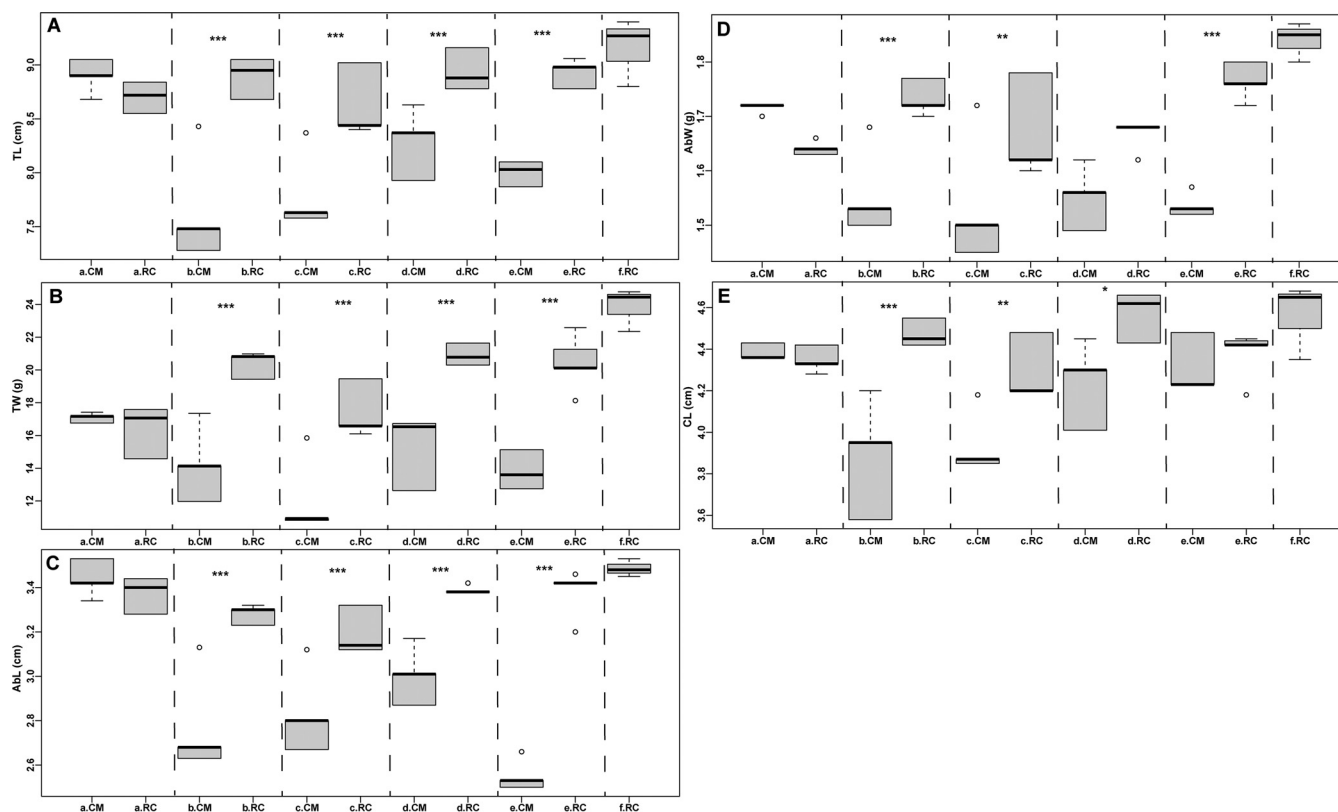 A
TL (cm)
9.0
8.5
8.0
7.5
*** *** *** ***
a.CM a.RC b.CM b.RC c.CM c.RC d.CM d.RC e.CM e.RC f.RC
B
TW (g)
24
22
20
18
16
14
12
*** *** *** ***
a.CM a.RC b.CM b.RC c.CM c.RC d.CM d.RC e.CM e.RC f.RC
C
AbL (cm)
3.4
3.2
3.0
2.8
2.6
*** *** *** ***
a.CM a.RC b.CM b.RC c.CM c.RC d.CM d.RC e.CM e.RC f.RC
D
AbW (g)
1.8
1.7
1.6
1.5
*** ** ***
a.CM a.RC b.CM b.RC c.CM c.RC d.CM d.RC e.CM e.RC f.RC
E
CL (cm)
4.6
4.4
4.2
4.0
3.8
3.6
*** ** *
a.CM a.RC b.CM b.RC c.CM c.RC d.CM d.RC e.CM e.RC f.RC